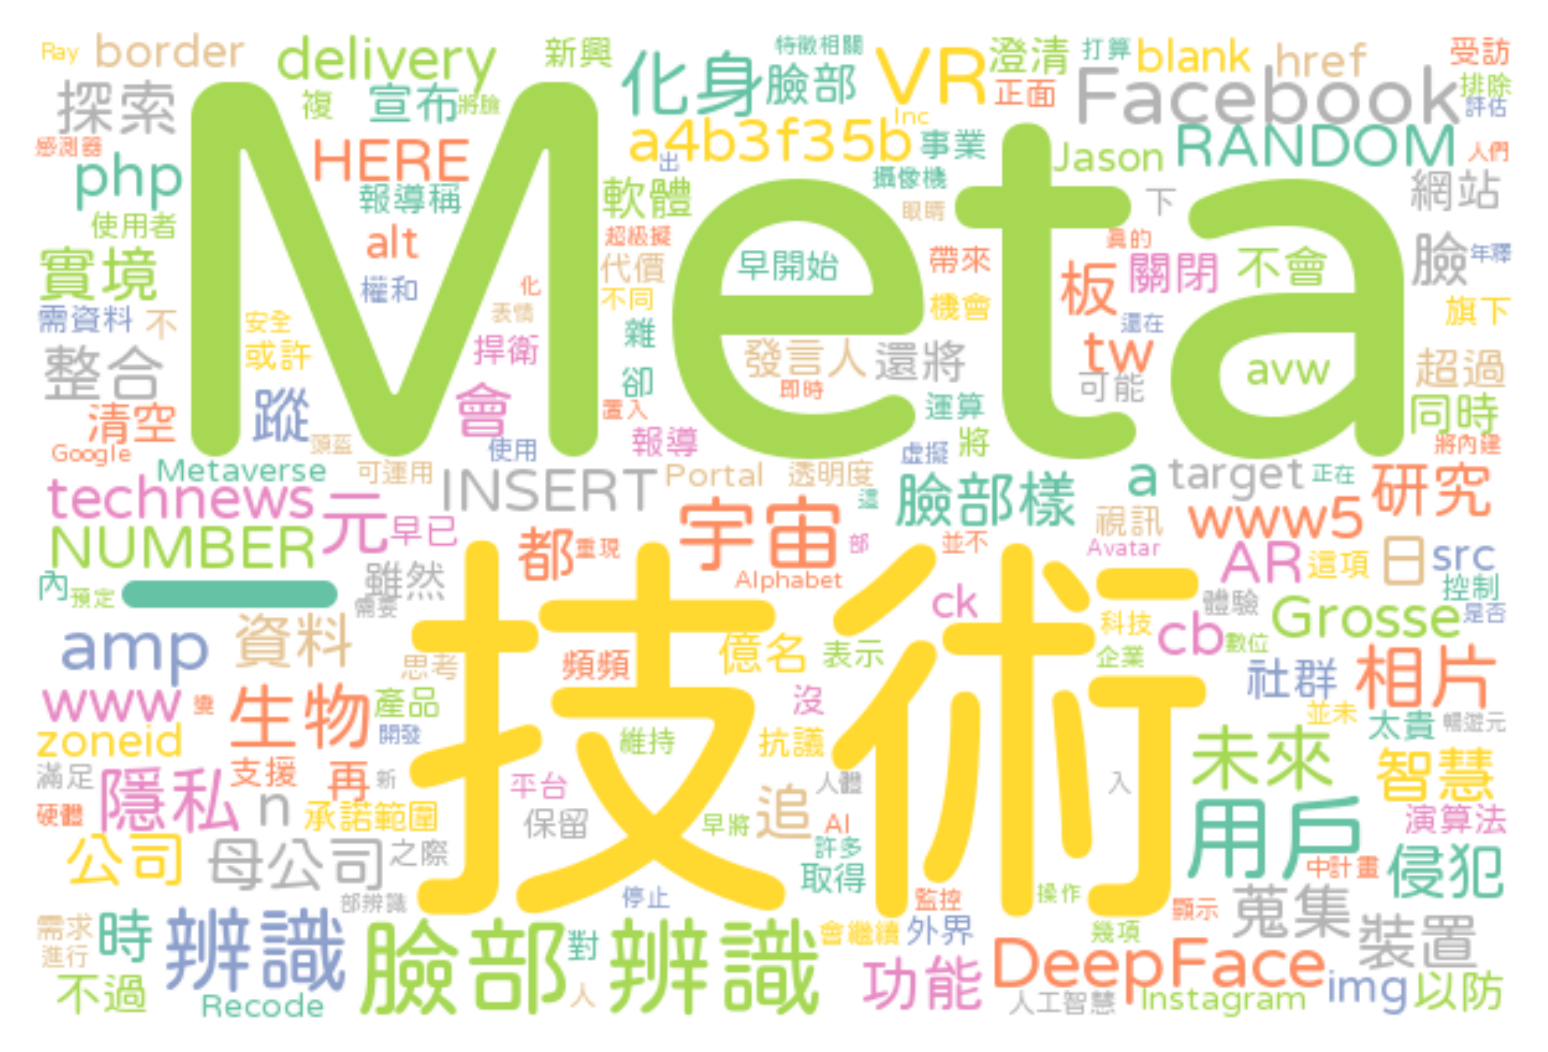 Ray border delivery 新興 化身 特徵相關 VR 澄清 打算 blank href 受訪
探索 複 宣布 將臉 臉部 正面 Facebook 排除 評估
Meta
感測器 HERE a4b3f35b Inc 事業 Jason RANDOM 人們
php 報導稱 出 軟體 攝像機 下 網站
使用者 alt 超級擬 眼睛 真的
實境 權和 化 代價 早開始 帶來 板 關閉 不會 臉 年釋
需資料 不 安全 表情 不同 機會 還在 旗下
整合 或許 捍衛 雜 發言人 還將 tw avw 超過
清空 蹤 會 卻 即時 可能 同時
Google 頭盔 使用 置入 報導 運算 虛擬 將 將內建
Metaverse 可運用 INSERT Portal 透明度 臉部樣 a target 正在 研究
technews 元 早已 宇宙 這 視訊 www5
NUMBER 都 重現 部 並不 Avatar AR 這項 日 src
內 預定 一 雖然 需要 Alphabet ck 體驗 控制
技術
amp 資料 思考 頻頻 億名 表示 科技 企業 cb 數位 Grosse 是否
www 變 生物 產品 沒 社群 相片
zoneid 開發 維持 抗議 並未 太貴 暢遊元
滿足 隱私 支援 再 新 平台 人體 入 未來 智慧
硬體 n 承諾範圍 保留 早將 追 AI 用戶 演算法
公司 母公司 之際 許多 取得 中計畫 侵犯
需求 時 辨識 部辨識 停止 監控 操作 顯示 蒐集 裝置
進行 臉部辨識 對 會繼續 外界 幾項
不過 Recode 人 功能 DeepFace 人工智慧 Instagram img 以防